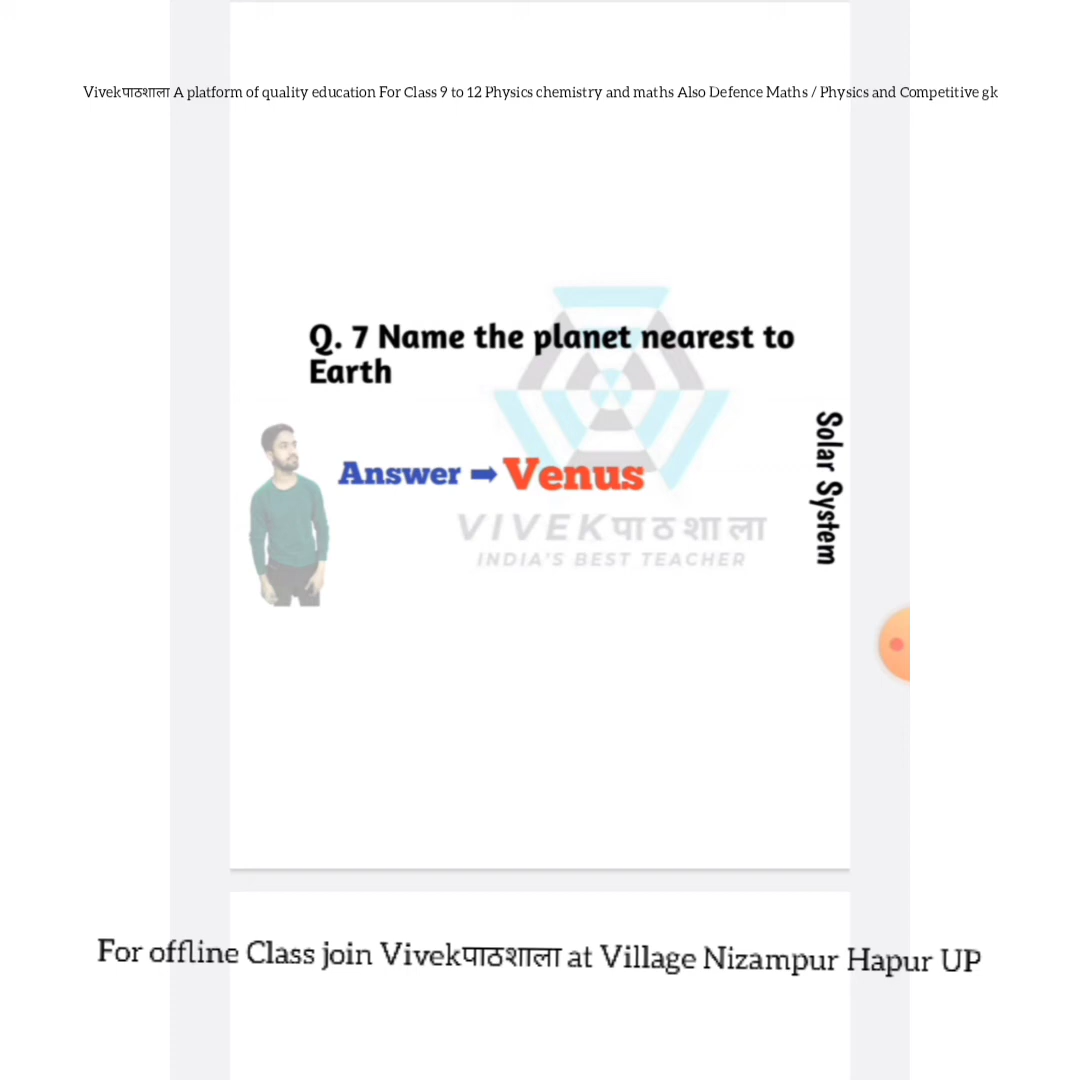 Vivekपाठशाला A platform of quality education For Class 9 to 12 Physics chemistry and maths Also Defence Maths / Physics and Competitive gk
Q. 7 Name the planet nearest to
Earth
Answer ➡ Venus
Solar System
VIVEKपाठशाला
INDIA'S BEST TEACHER
For offline Class join Vivekपाठशाला at Village Nizampur Hapur UP